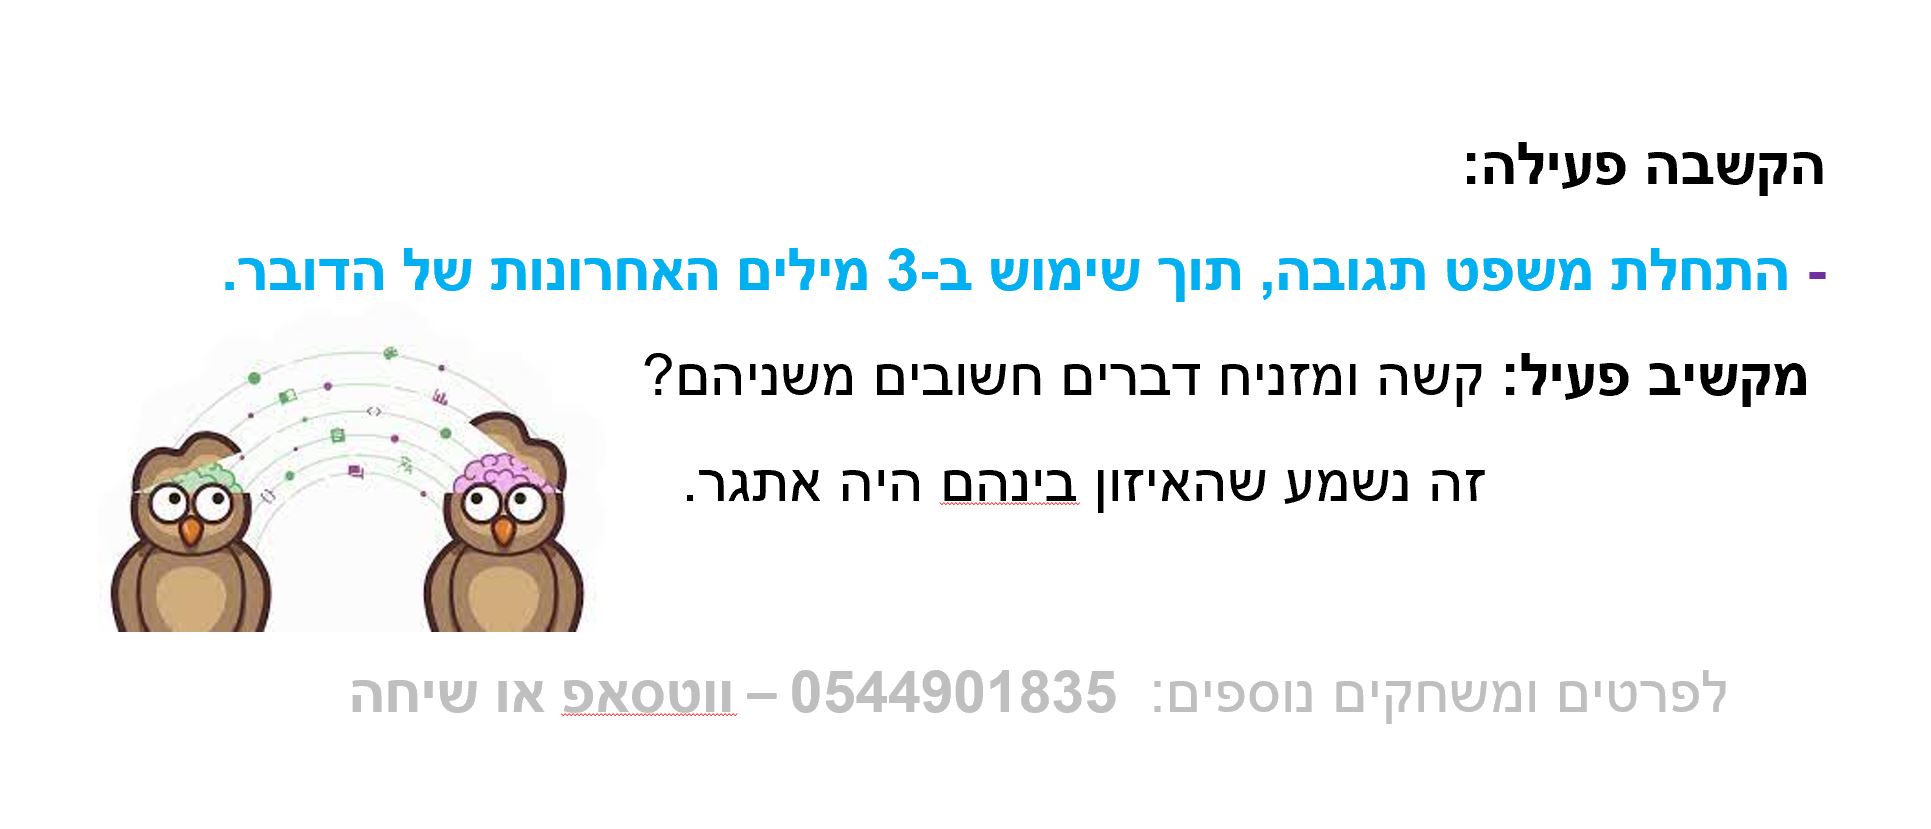 הקשבה פעילה:
- התחלת משפט תגובה, תוך שימוש ב-3 מילים האחרונות של הדובר.
מקשיב פעיל: קשה ומזניח דברים חשובים משניהם?
זה נשמע שהאיזון בינהם היה אתגר.
לפרטים ומשחקים נוספים: 0544901835 – ווטסאפ או שיחה